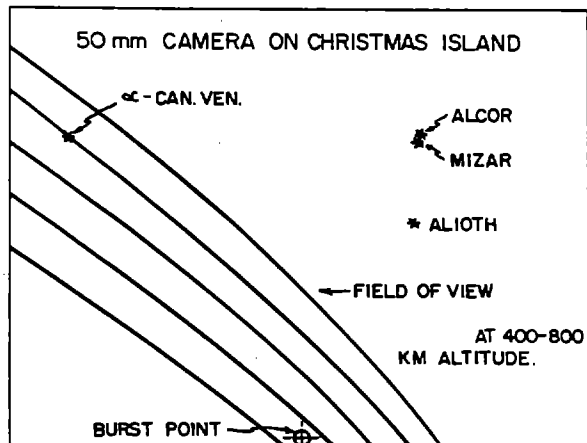 50 mm CAMERA ON CHRISTMAS ISLAND
α-CAN. VEN.
ALCOR
MIZAR
ALIOTH
FIELD OF VIEW
AT 400-800
KM ALTITUDE.
BURST POINT